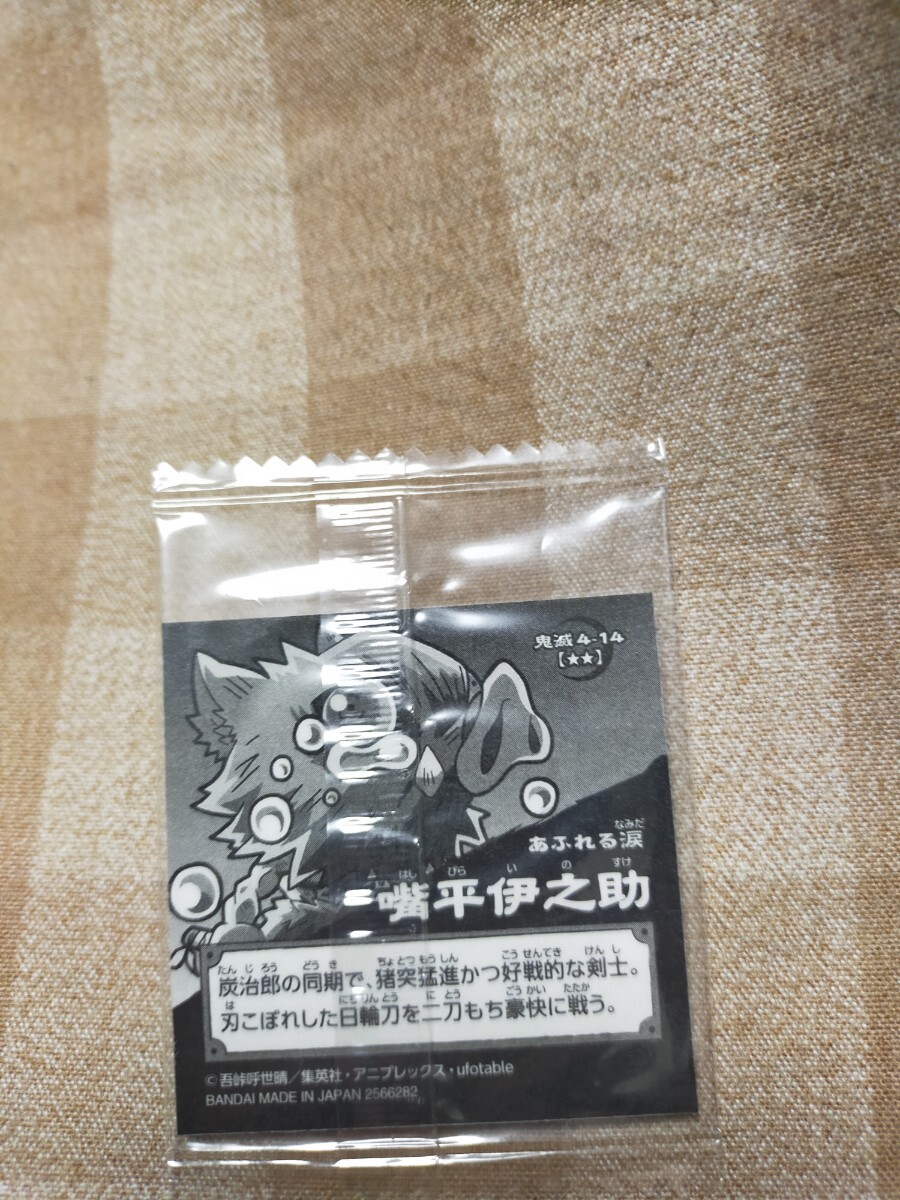 鬼滅4-14
【★★】
なみだ
あふれる涙
はし びら い の すけ
嘴平伊之助
たん じ ろう どう き ちょ とつ もう しん こう せんてき けん し
炭治郎の同期で、猪突猛進かつ好戦的な剣士。
は にち りん とう に とう ごう かい たたか
刃こぼれした日輪刀を二刀もち豪快に戦う。
©吾峠呼世晴／集英社・アニプレックス・ufotable
BANDAI MADE IN JAPAN 2566282